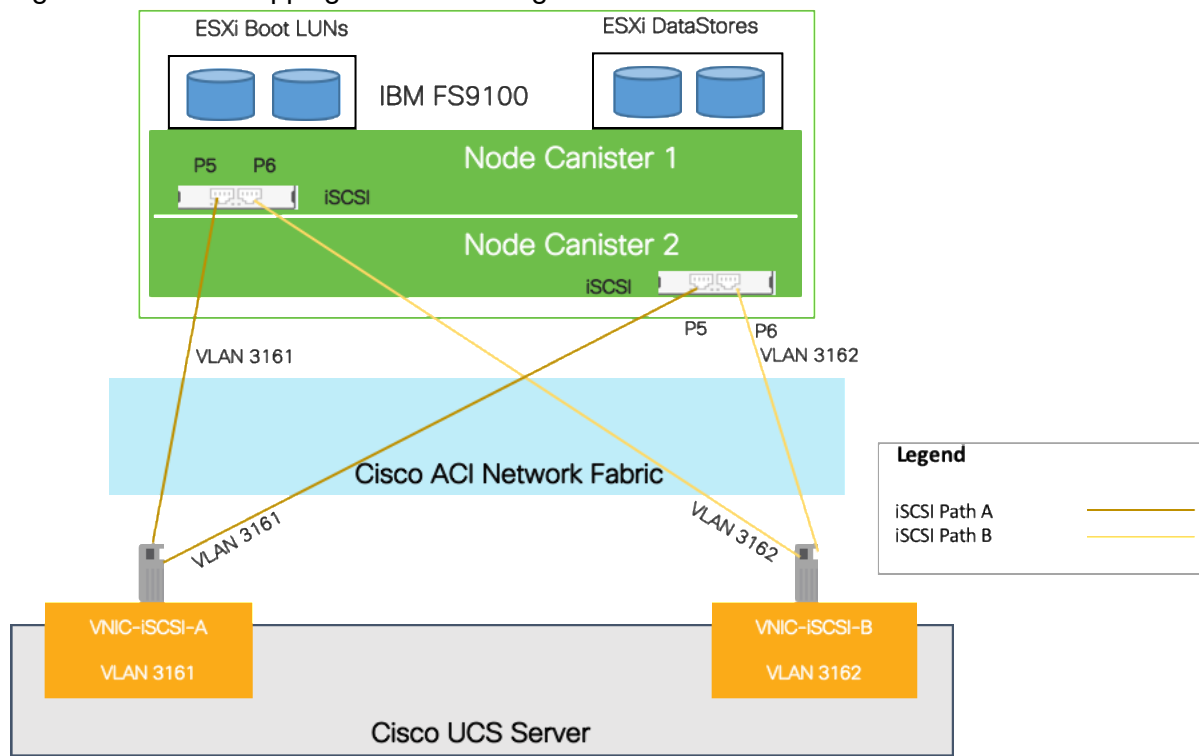 ESXi Boot LUNs
ESXi DataStores
IBM FS9100
Node Canister 1
P5 P6
iSCSI
Node Canister 2
iSCSI
P5 P6
VLAN 3161
VLAN 3162
Cisco ACI Network Fabric
Legend
iSCSI Path A
iSCSI Path B
VLAN 3161
VLAN 3162
VNIC-iSCSI-A
VLAN 3161
VNIC-iSCSI-B
VLAN 3162
Cisco UCS Server